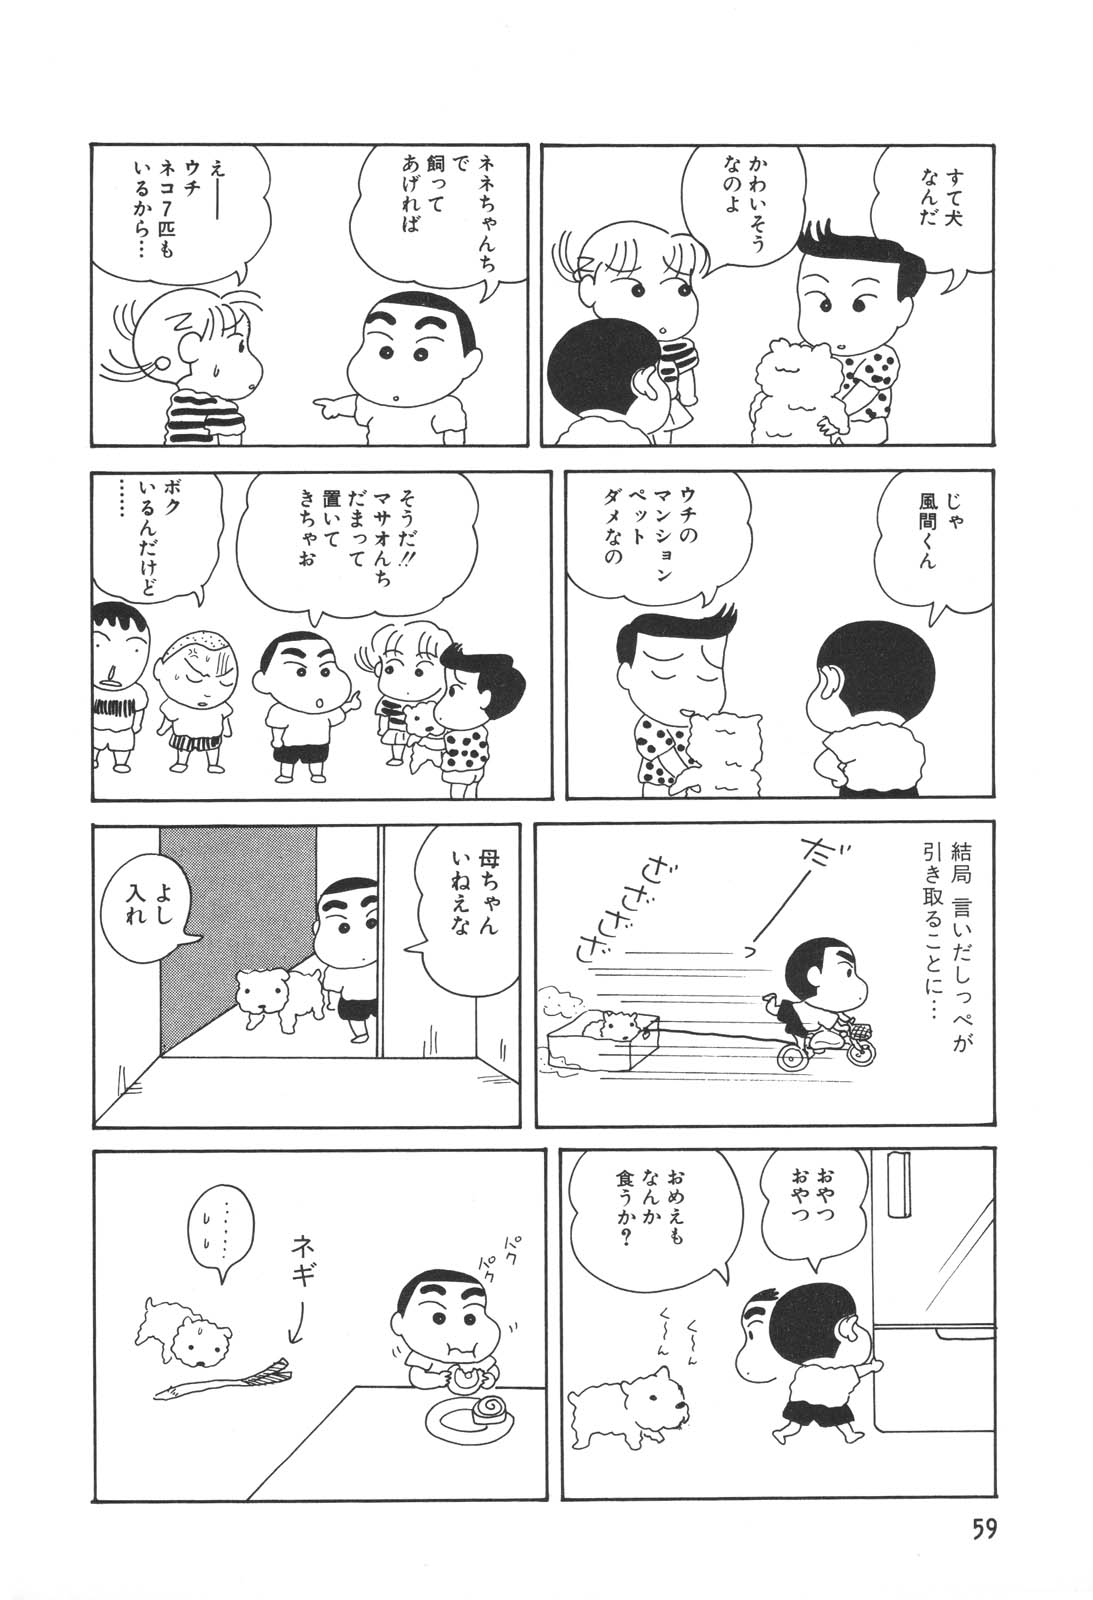 すて犬
なんだ
かわいそう
なのよ
ネネちゃんち
で
飼って
あげれば
えー
ウチ
ネコ7匹も
いるから…
じゃ
風間くん
ウチの
マンション
ペット
ダメなの
そうだ!!
マサオんち
だまって
置いて
きちゃお
ボク
いるんだけど
……
結局 言いだしっぺが
引き取ることに…
だーっ
ざざざざざ
母ちゃん
いねえな
よし
入れ
おやつ
おやつ
おめえも
なんか
食うか?
く～ん
く～ん
パク
パク
ネギ
……
59